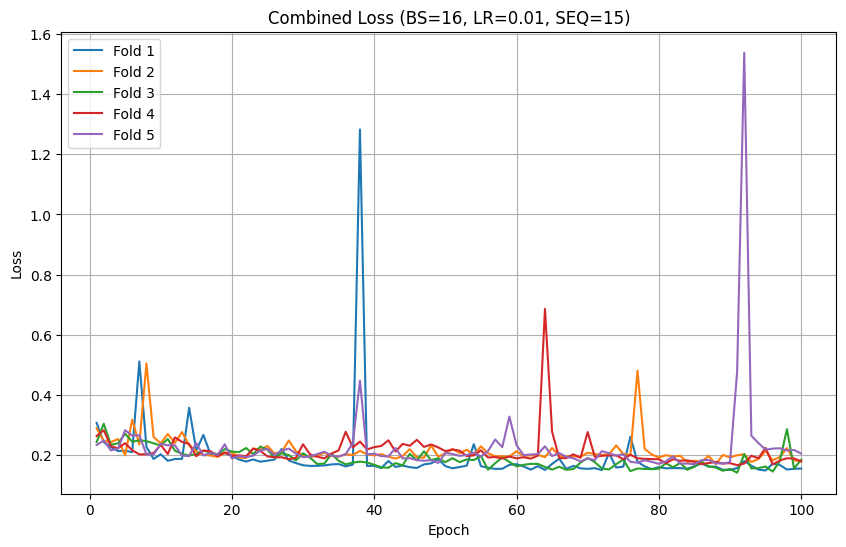 Combined Loss (BS=16, LR=0.01, SEQ=15)
Fold 1
Fold 2
Fold 3
Fold 4
Fold 5
Loss
1.6
1.4
1.2
1.0
0.8
0.6
0.4
0.2
0 20 40 60 80 100
Epoch